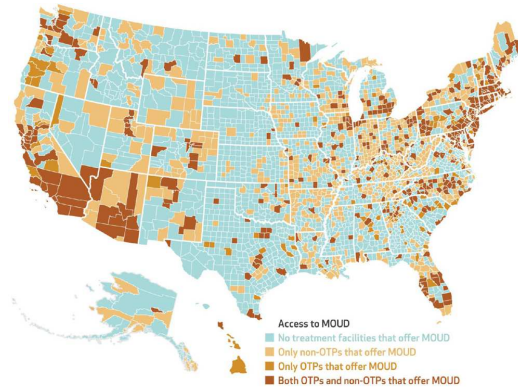 Access to MOUD
No treatment facilities that offer MOUD
Only non-OTPs that offer MOUD
Only OTPs that offer MOUD
Both OTPs and non-OTPs that offer MOUD